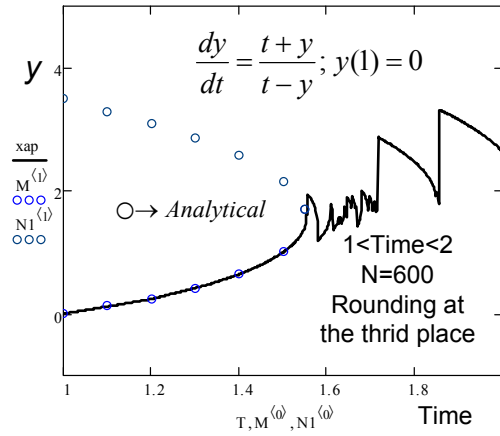 y
4
2
0
xap
M⟨1⟩
N1⟨1⟩
dy/dt = t + y/t − y; y(1) = 0
→ Analytical
1<Time<2
N=600
Rounding at
the thrid place
1 1.2 1.4 1.6 1.8
T, M⟨0⟩, N1⟨0⟩
Time